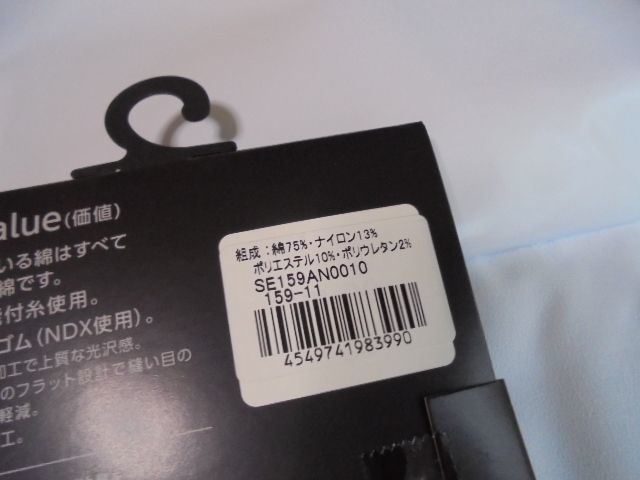 alue(価値)
いる綿はすべて
綿です。
付糸使用。
ゴム(NDX使用)。
加工で上質な光沢感。
のフラット設計で縫い目の
軽減。
工。
組成:綿75%・ナイロン13%
ポリエステル10%・ポリウレタン2%
SE159AN0010
159-11
4549741983990